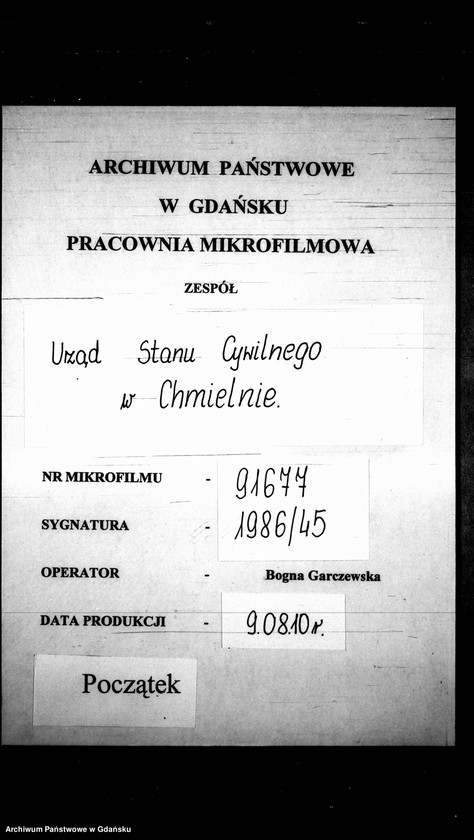 ARCHIWUM PAŃSTWOWE
W GDAŃSKU
PRACOWNIA MIKROFILMOWA
ZESPÓŁ
Urząd Stanu Cywilnego
w Chmielnie.
NR MIKROFILMU - 91677
SYGNATURA - 1986/45
OPERATOR - Bogna Garczewska
DATA PRODUKCJI - 9.08.10 r.
Początek
Archiwum Państwowe w Gdańsku